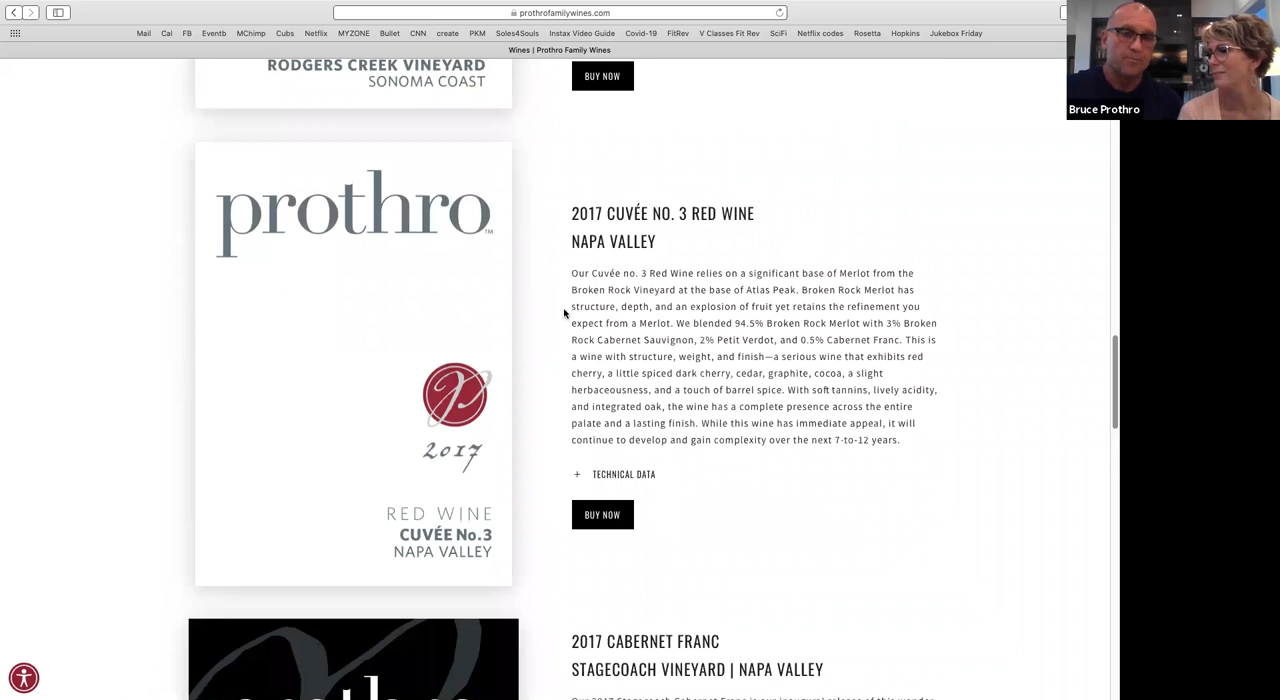 prothrofamilywines.com
Mail Cal FB Eventb MChimp Cubs Netflix MYZONE Bullet CNN create PKM Soles4Souls Instax Video Guide Covid-19 FitRev V Classes Fit Rev SciFi Netflix codes Rosetta Hopkins Jukebox Friday
Wines | Prothro Family Wines
Bruce Prothro
RODGERS CREEK VINEYARD
SONOMA COAST
BUY NOW
prothro™
2017
RED WINE
CUVÉE No.3
NAPA VALLEY
2017 CUVÉE NO. 3 RED WINE
NAPA VALLEY
Our Cuvée no. 3 Red Wine relies on a significant base of Merlot from the
Broken Rock Vineyard at the base of Atlas Peak. Broken Rock Merlot has
structure, depth, and an explosion of fruit yet retains the refinement you
expect from a Merlot. We blended 94.5% Broken Rock Merlot with 3% Broken
Rock Cabernet Sauvignon, 2% Petit Verdot, and 0.5% Cabernet Franc. This is
a wine with structure, weight, and finish—a serious wine that exhibits red
cherry, a little spiced dark cherry, cedar, graphite, cocoa, a slight
herbaceousness, and a touch of barrel spice. With soft tannins, lively acidity,
and integrated oak, the wine has a complete presence across the entire
palate and a lasting finish. While this wine has immediate appeal, it will
continue to develop and gain complexity over the next 7-to-12 years.
+ TECHNICAL DATA
BUY NOW
2017 CABERNET FRANC
STAGECOACH VINEYARD | NAPA VALLEY